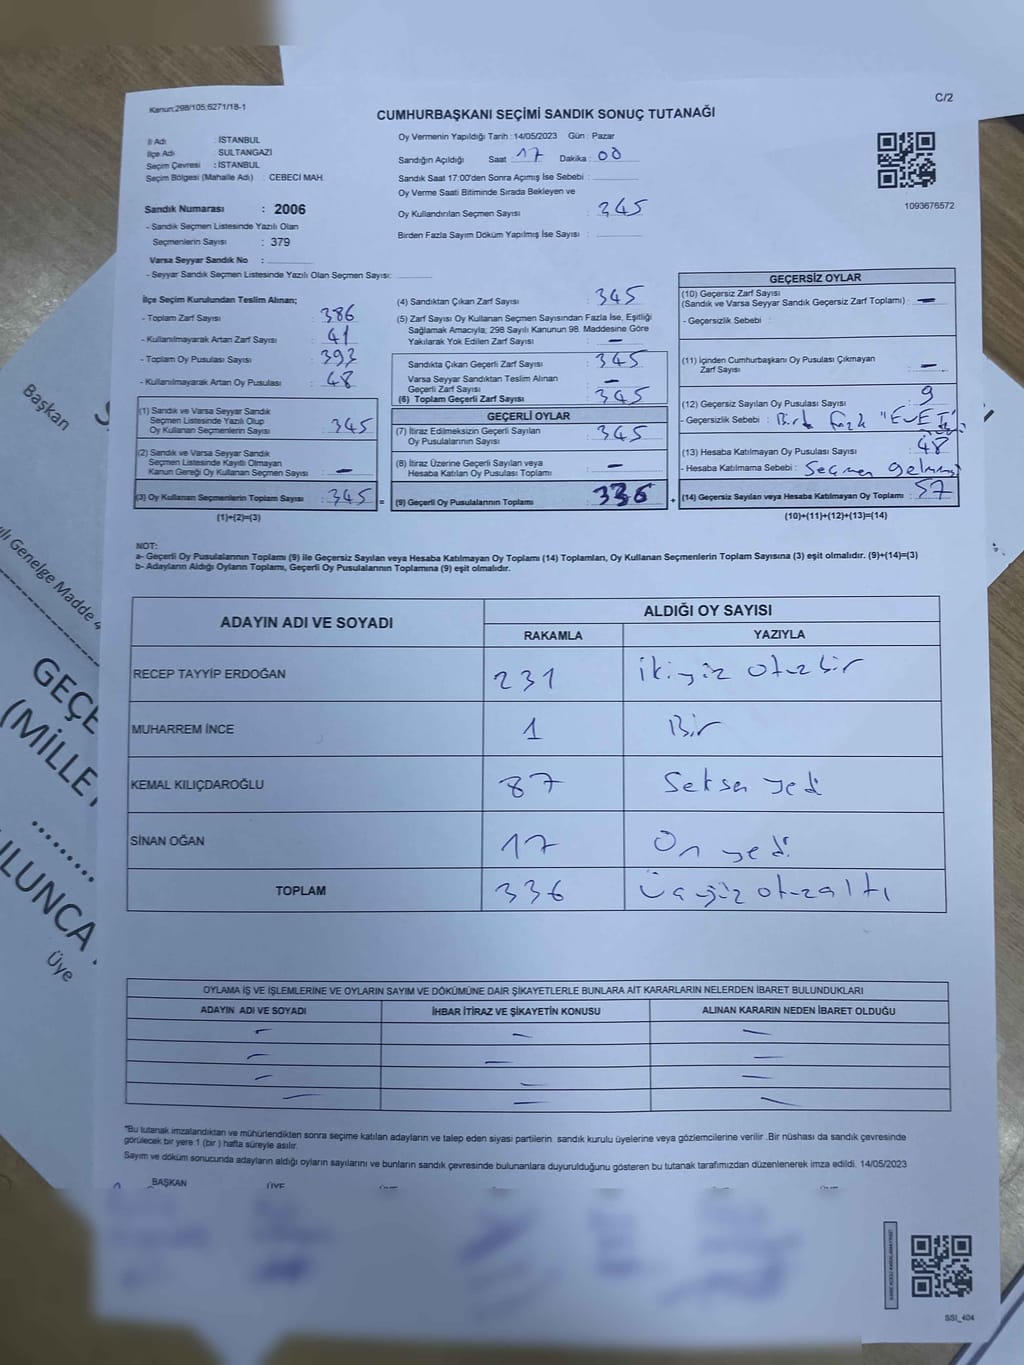 Kanun;298/105;6271/18-1
C/2
CUMHURBAŞKANI SEÇİMİ SANDIK SONUÇ TUTANAĞI
İl Adı : İSTANBUL
İlçe Adı : SULTANGAZİ
Seçim Çevresi : İSTANBUL
Seçim Bölgesi (Mahalle Adı) : CEBECİ MAH.
Oy Vermenin Yapıldığı Tarih :14/05/2023 Gün : Pazar
Sandığın Açıldığı Saat : 17 Dakika : 00
Sandık Saat 17:00'den Sonra Açımış İse Sebebi :
Oy Verme Saati Bitiminde Sırada Bekleyen ve
Oy Kullandırılan Seçmen Sayısı : 345
Birden Fazla Sayım Döküm Yapılmış İse Sayısı :
1093676572
Sandık Numarası : 2006
- Sandık Seçmen Listesinde Yazılı Olan
Seçmenlerin Sayısı : 379
Varsa Seyyar Sandık No :
- Seyyar Sandık Seçmen Listesinde Yazılı Olan Seçmen Sayısı:
İlçe Seçim Kurulundan Teslim Alınan;
- Toplam Zarf Sayısı : 386
- Kullanılmayarak Artan Zarf Sayısı : 41
- Toplam Oy Pusulası Sayısı : 393
- Kullanılmayarak Artan Oy Pusulası : 48
(1) Sandık ve Varsa Seyyar Sandık
Seçmen Listesinde Yazılı Olup
Oy Kullanan Seçmenlerin Sayısı : 345
(2) Sandık ve Varsa Seyyar Sandık
Seçmen Listesinde Kayıtlı Olmayan
Kanun Gereği Oy Kullanan Seçmen Sayısı : -
(3) Oy Kullanan Seçmenlerin Toplam Sayısı : 345 =
(1)+(2)=(3)
(4) Sandıktan Çıkan Zarf Sayısı : 345
(5) Zarf Sayısı Oy Kullanan Seçmen Sayısından Fazla İse, Eşitliği
Sağlamak Amacıyla; 298 Sayılı Kanunun 98. Maddesine Göre
Yakılarak Yok Edilen Zarf Sayısı : -
Sandıkta Çıkan Geçerli Zarf Sayısı : 345
Varsa Seyyar Sandıktan Teslim Alınan
Geçerli Zarf Sayısı : -
(6) Toplam Geçerli Zarf Sayısı : 345
GEÇERLİ OYLAR
(7) İtiraz Edilmeksizin Geçerli Sayılan
Oy Pusulalarının Sayısı : 345
(8) İtiraz Üzerine Geçerli Sayılan veya
Hesaba Katılan Oy Pusulası Toplamı : -
(9) Geçerli Oy Pusulalarının Toplamı : 336 +
GEÇERSİZ OYLAR
(10) Geçersiz Zarf Sayısı
(Sandık ve Varsa Seyyar Sandık Geçersiz Zarf Toplamı) : -
- Geçersizlik Sebebi :
(11) İçinden Cumhurbaşkanı Oy Pusulası Çıkmayan
Zarf Sayısı : -
(12) Geçersiz Sayılan Oy Pusulası Sayısı : 9
- Geçersizlik Sebebi : "EVET"
(13) Hesaba Katılmayan Oy Pusulası Sayısı : 48
- Hesaba Katılmama Sebebi : Seçmen gelmemiş
(14) Geçersiz Sayılan veya Hesaba Katılmayan Oy Toplamı : 57
(10)+(11)+(12)+(13)=(14)
NOT:
a- Geçerli Oy Pusulalarının Toplamı (9) ile Geçersiz Sayılan veya Hesaba Katılmayan Oy Toplamı (14) Toplamları, Oy Kullanan Seçmenlerin Toplam Sayısına (3) eşit olmalıdır. (9)+(14)=(3)
b- Adayların Aldığı Oyların Toplamı, Geçerli Oy Pusulalarının Toplamına (9) eşit olmalıdır.
ADAYIN ADI VE SOYADI
ALDIĞI OY SAYISI
RAKAMLA YAZIYLA
RECEP TAYYİP ERDOĞAN 231 ikiyüz otuzbir
MUHARREM İNCE 1 Bir
KEMAL KILIÇDAROĞLU 87 Seksen yedi
SİNAN OĞAN 17 On yedi
TOPLAM 336 Üçyüz otuzaltı
OYLAMA İŞ VE İŞLEMLERİNE VE OYLARIN SAYIM VE DÖKÜMÜNE DAİR ŞİKAYETLERLE BUNLARA AİT KARARLARIN NELERDEN İBARET BULUNDUKLARI
ADAYIN ADI VE SOYADI İHBAR İTİRAZ VE ŞİKAYETİN KONUSU ALINAN KARARIN NEDEN İBARET OLDUĞU
- - -
- - -
- - -
- - -
"Bu tutanak imzalandıktan ve mühürlendikten sonra seçime katılan adayların ve talep eden siyasi partilerin sandık kurulu üyelerine veya gözlemcilerine verilir .Bir nüshası da sandık çevresinde
görülecek bir yere 1 (bir ) hafta süreyle asılır.
Sayım ve döküm sonucunda adayların aldığı oyların sayılarını ve bunların sandık çevresinde bulunanlara duyurulduğunu gösteren bu tutanak tarafımızdan düzenlenerek imza edildi. 14/05/2023
BAŞKAN ÜYE
SSI_404
Başkan
Genelge Madde 4
GEÇE
(MİLLE
ULUNCA
Üye